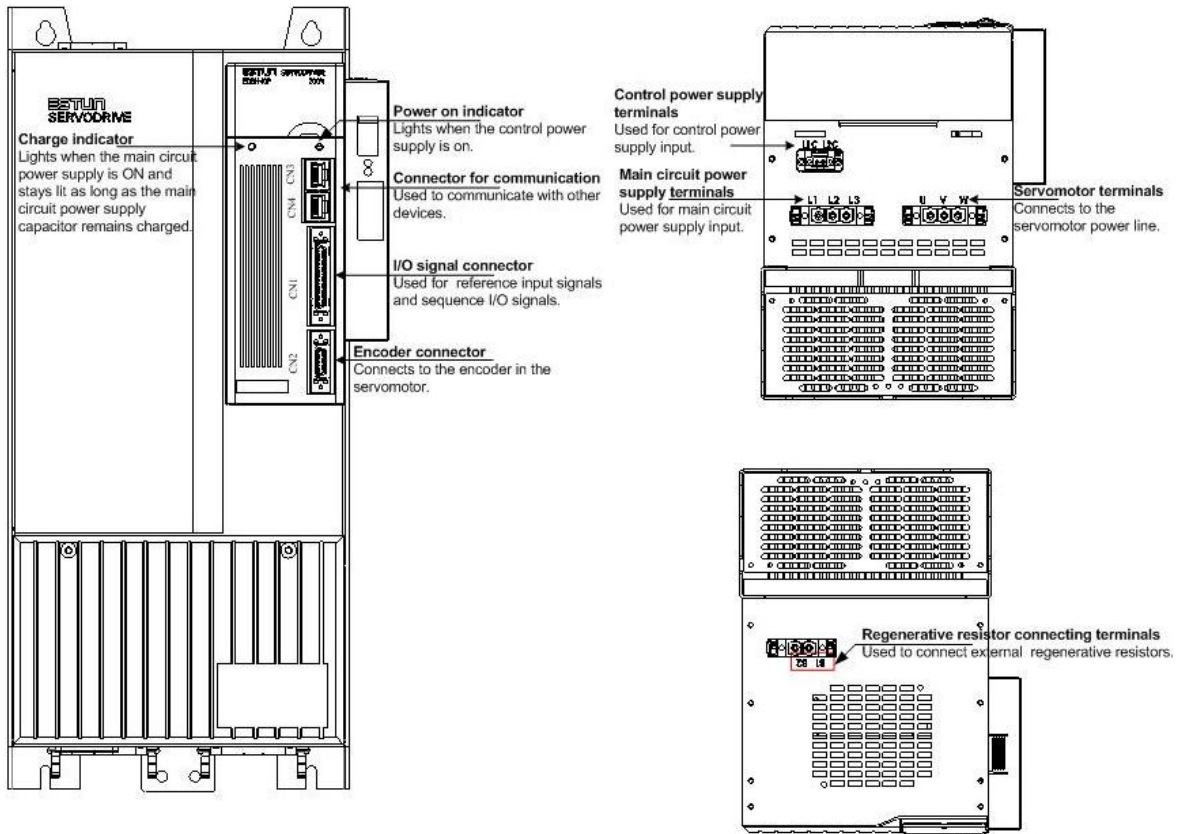 ESTUN
SERVODRIVE
ESTUN SERVODRIVE
200V
Charge indicator
Lights when the main circuit
power supply is ON and
stays lit as long as the main
circuit power supply
capacitor remains charged.
Power on indicator
Lights when the control power
supply is on.
CN3
Connector for communication
Used to communicate with other
devices.
CN4
I/O signal connector
Used for reference input signals
and sequence I/O signals.
CN1
Encoder connector
Connects to the encoder in the
servomotor.
CN2
Control power supply
terminals
Used for control power
supply input.
L1C L2C
Main circuit power
supply terminals
Used for main circuit
power supply input.
L1 L2 L3
U V W
Servomotor terminals
Connects to the
servomotor power line.
Regenerative resistor connecting terminals
Used to connect external regenerative resistors.
B2 B1